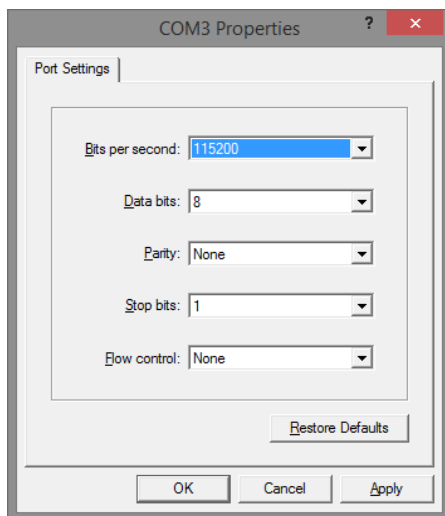 COM3 Properties ? ×
Port Settings
Bits per second: 115200
Data bits: 8
Parity: None
Stop bits: 1
Flow control: None
Restore Defaults
OK Cancel Apply